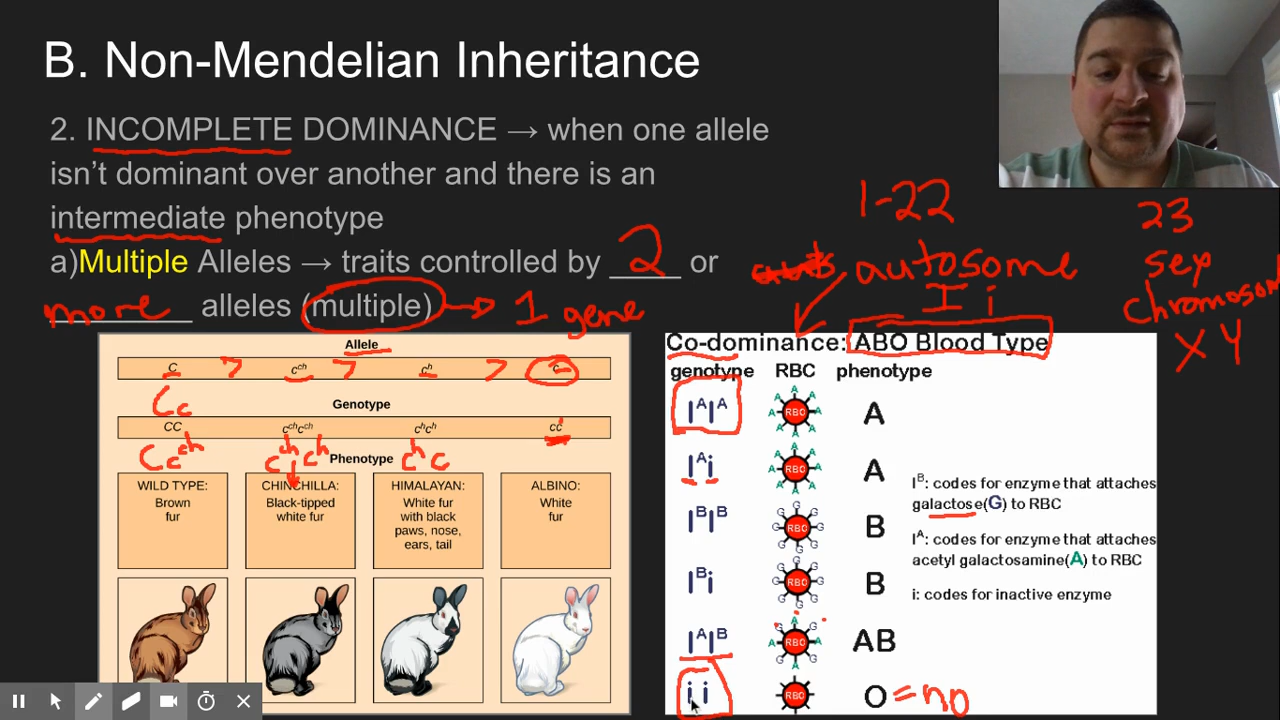 B. Non-Mendelian Inheritance
2. INCOMPLETE DOMINANCE → when one allele
isn't dominant over another and there is an
intermediate phenotype
a)Multiple Alleles → traits controlled by 2 or
more alleles (multiple) → 1 gene
1-22
autosome
I i
23
sex
chromosom
X Y
Allele
C > cᶜʰ > cʰ > c
Cc
Genotype
CC cᶜʰcᶜʰ cʰcʰ cc
Ccᶜʰ cᶜʰcʰ cʰc
Phenotype
WILD TYPE:
Brown
fur
CHINCHILLA:
Black-tipped
white fur
HIMALAYAN:
White fur
with black
paws, nose,
ears, tail
ALBINO:
White
fur
Co-dominance: ABO Blood Type
genotype RBC phenotype
IᴬIᴬ RBC A
Iᴬi RBC A
IᴮIᴮ RBC B
Iᴮi RBC B
IᴬIᴮ RBC AB
ii RBC O = no
Iᴮ: codes for enzyme that attaches
galactose(G) to RBC
Iᴬ: codes for enzyme that attaches
acetyl galactosamine(A) to RBC
i: codes for inactive enzyme